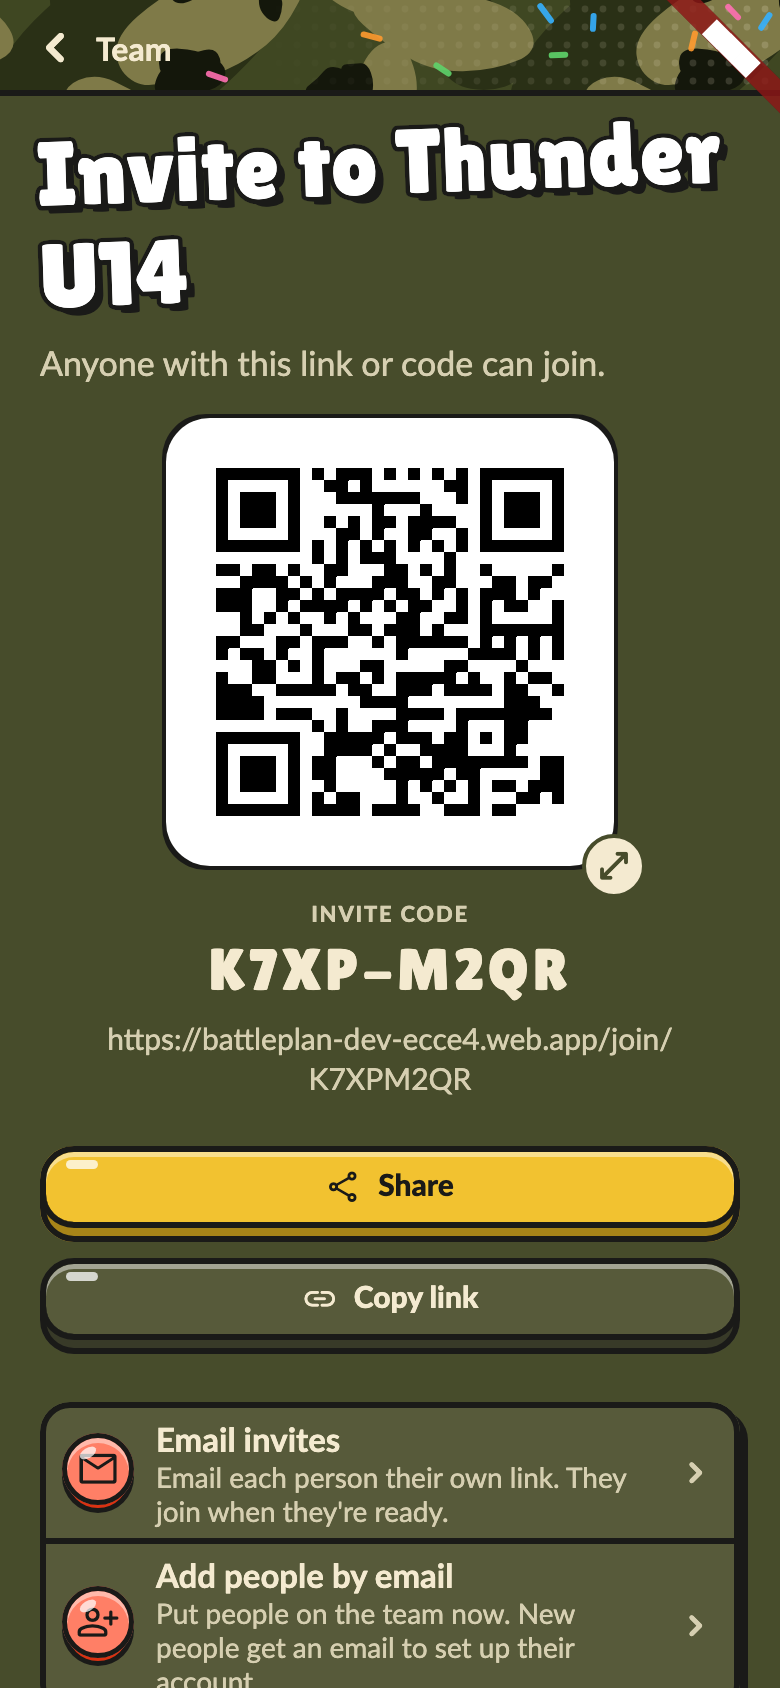 Team
Invite to Thunder
U14
Anyone with this link or code can join.
INVITE CODE
K7XP-M2QR
https://battleplan-dev-ecce4.web.app/join/
K7XPM2QR
Share
Copy link
Email invites
Email each person their own link. They
join when they're ready.
Add people by email
Put people on the team now. New
people get an email to set up their
account.